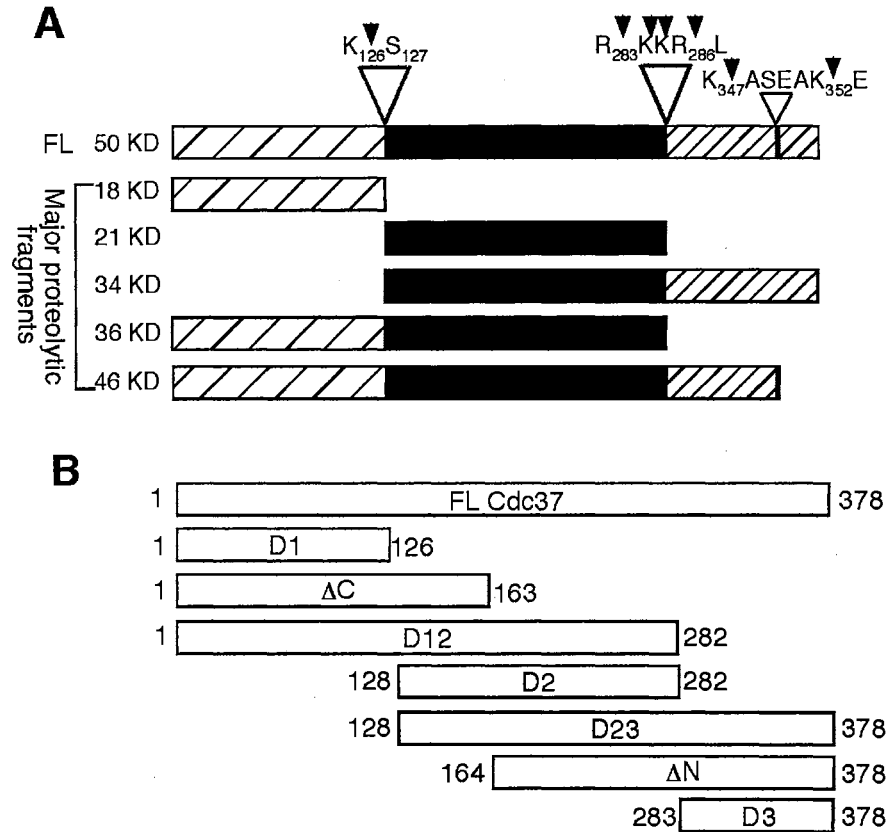 A
K126S127
R283KKR286L
K347ASEAK352E
FL 50 KD
Major proteolytic
fragments
18 KD
21 KD
34 KD
36 KD
46 KD
B
1 FL Cdc37 378
1 D1 126
1 ΔC 163
1 D12 282
128 D2 282
128 D23 378
164 ΔN 378
283 D3 378